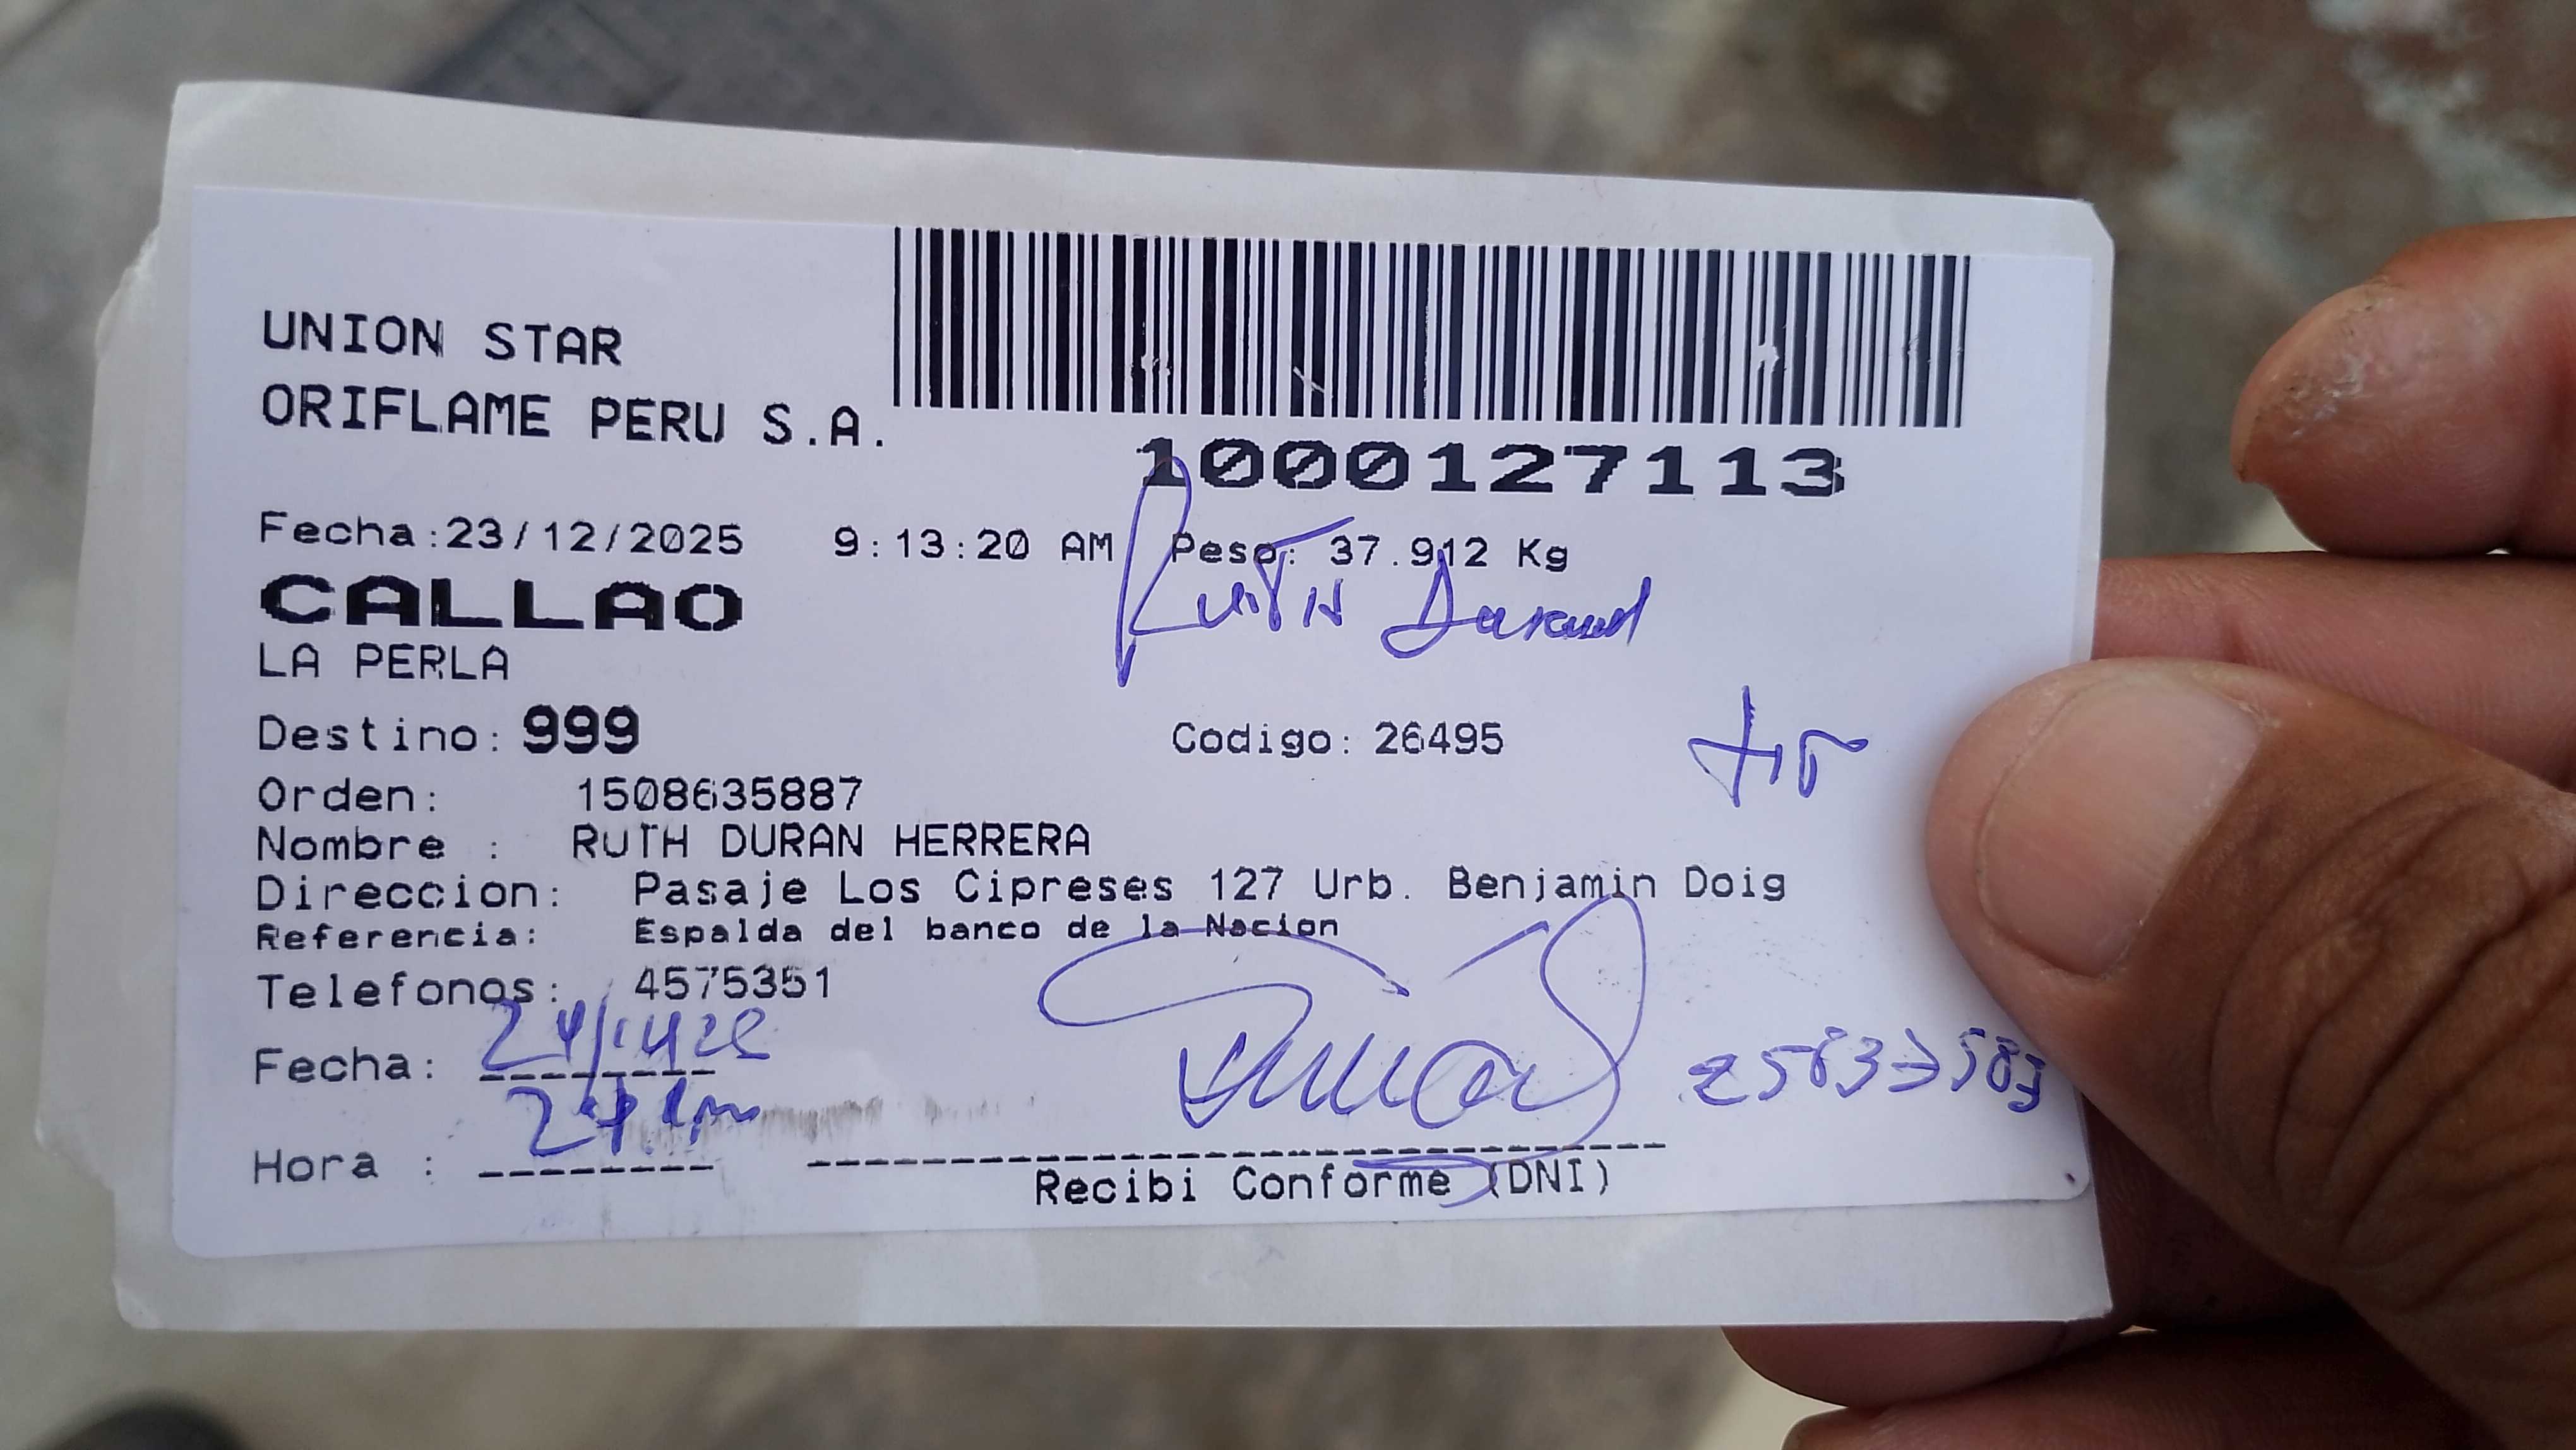 UNION STAR
ORIFLAME PERU S.A.
1000127113
Fecha:23/12/2025 9:13:20 AM Peso: 37.912 Kg
CALLAO
Ruth Durand
LA PERLA
Destino: 999 Codigo: 26495
Orden: 1508635887
Nombre : RUTH DURAN HERRERA
Direccion: Pasaje Los Cipreses 127 Urb. Benjamin Doig
Referencia: Espalda del banco de la Nacion
Telefonos: 4575351
Fecha:
Hora :
Recibi Conforme (DNI)